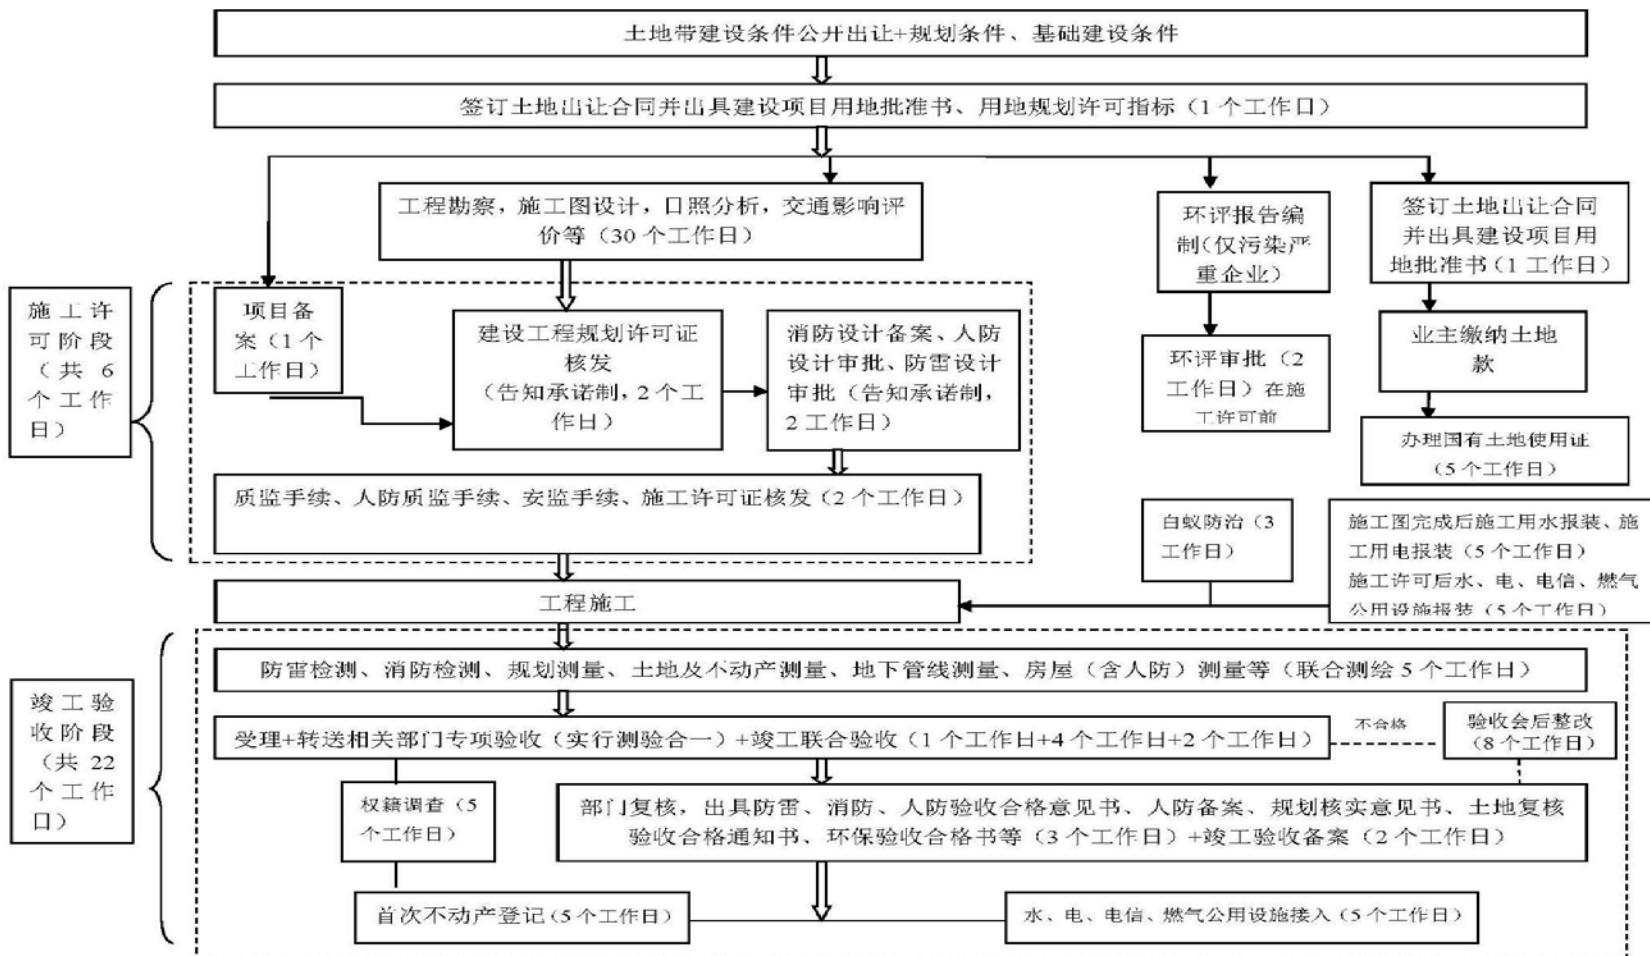 土地带建设条件公开出让+规划条件、基础建设条件
签订土地出让合同并出具建设项目用地批准书、用地规划许可指标（1 个工作日）
工程勘察，施工图设计，日照分析，交通影响评
价等（30 个工作日）
环评报告编
制（仅污染严
重企业）
签订土地出让合同
并出具建设项目用
地批准书（1 工作日）
施工许
可阶段
（共 6
个工作
日）
项目备
案（1 个
工作日）
建设工程规划许可证
核发
（告知承诺制，2 个工
作日）
消防设计备案、人防
设计审批、防雷设计
审批（告知承诺制，
2 工作日）
环评审批（2
工作日）在施
工许可前
业主缴纳土地
款
办理国有土地使用证
（5 个工作日）
质监手续、人防质监手续、安监手续、施工许可证核发（2 个工作日）
白蚁防治（3
工作日）
施工图完成后施工用水报装、施
工用电报装（5 个工作日）
施工许可后水、电、电信、燃气
公用设施报装（5 个工作日）
工程施工
竣工验
收阶段
（共 22
个工作
日）
防雷检测、消防检测、规划测量、土地及不动产测量、地下管线测量、房屋（含人防）测量等（联合测绘 5 个工作日）
受理+转送相关部门专项验收（实行测验合一）+竣工联合验收（1 个工作日+4 个工作日+2 个工作日）
不合格
验收会后整改
（8 个工作日）
权籍调查（5
个工作日）
部门复核，出具防雷、消防、人防验收合格意见书、人防备案、规划核实意见书、土地复核
验收合格通知书、环保验收合格书等（3 个工作日）+竣工验收备案（2 个工作日）
首次不动产登记（5 个工作日）
水、电、电信、燃气公用设施接入（5 个工作日）